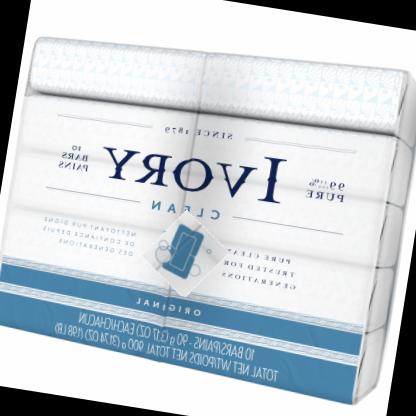 SINCE 1879
IVORY
99 44/100%
PURE
10
BARS
PAINS
CLEAN
PURE CLEAN
TRUSTED FOR
GENERATIONS
NETTOYANT PUR DIGNE
DE CONFIANCE DEPUIS
DES GÉNÉRATIONS
ORIGINAL
10 BARS/PAINS - 90 g (3.17 OZ) EACH/CHACUN
TOTAL NET WT/POIDS NET TOTAL 900 g (31.74 OZ) (1.98 LB)